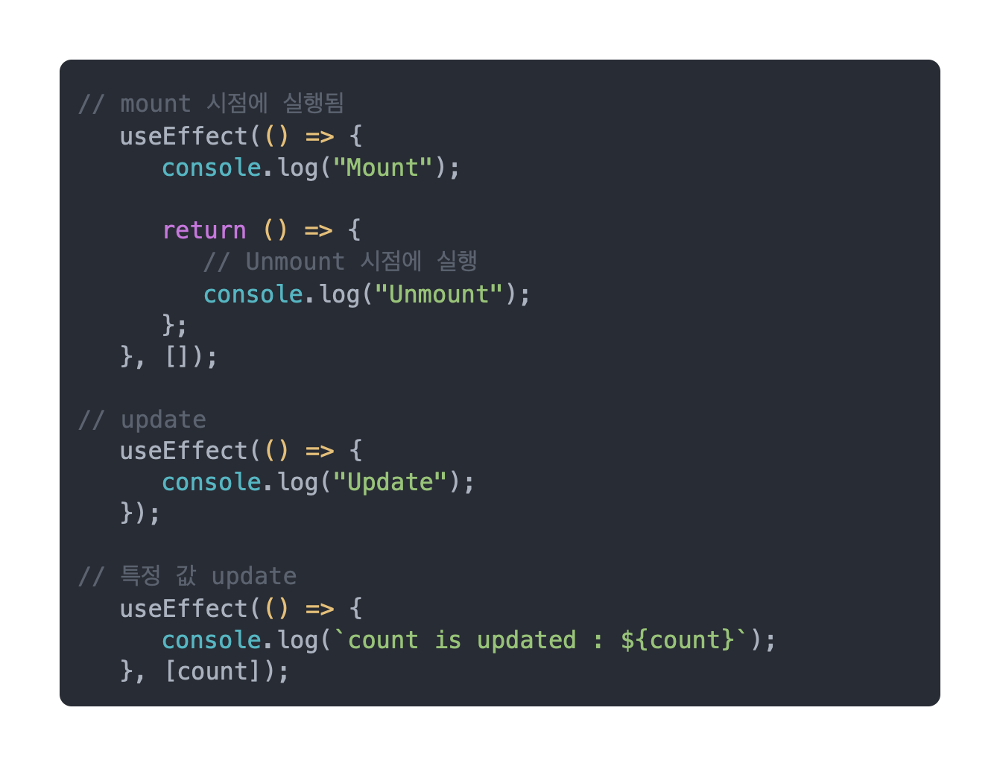 // mount 시점에 실행됨
useEffect(() => {
console.log("Mount");
return () => {
// Unmount 시점에 실행
console.log("Unmount");
};
}, []);
// update
useEffect(() => {
console.log("Update");
});
// 특정 값 update
useEffect(() => {
console.log(`count is updated : ${count}`);
}, [count]);